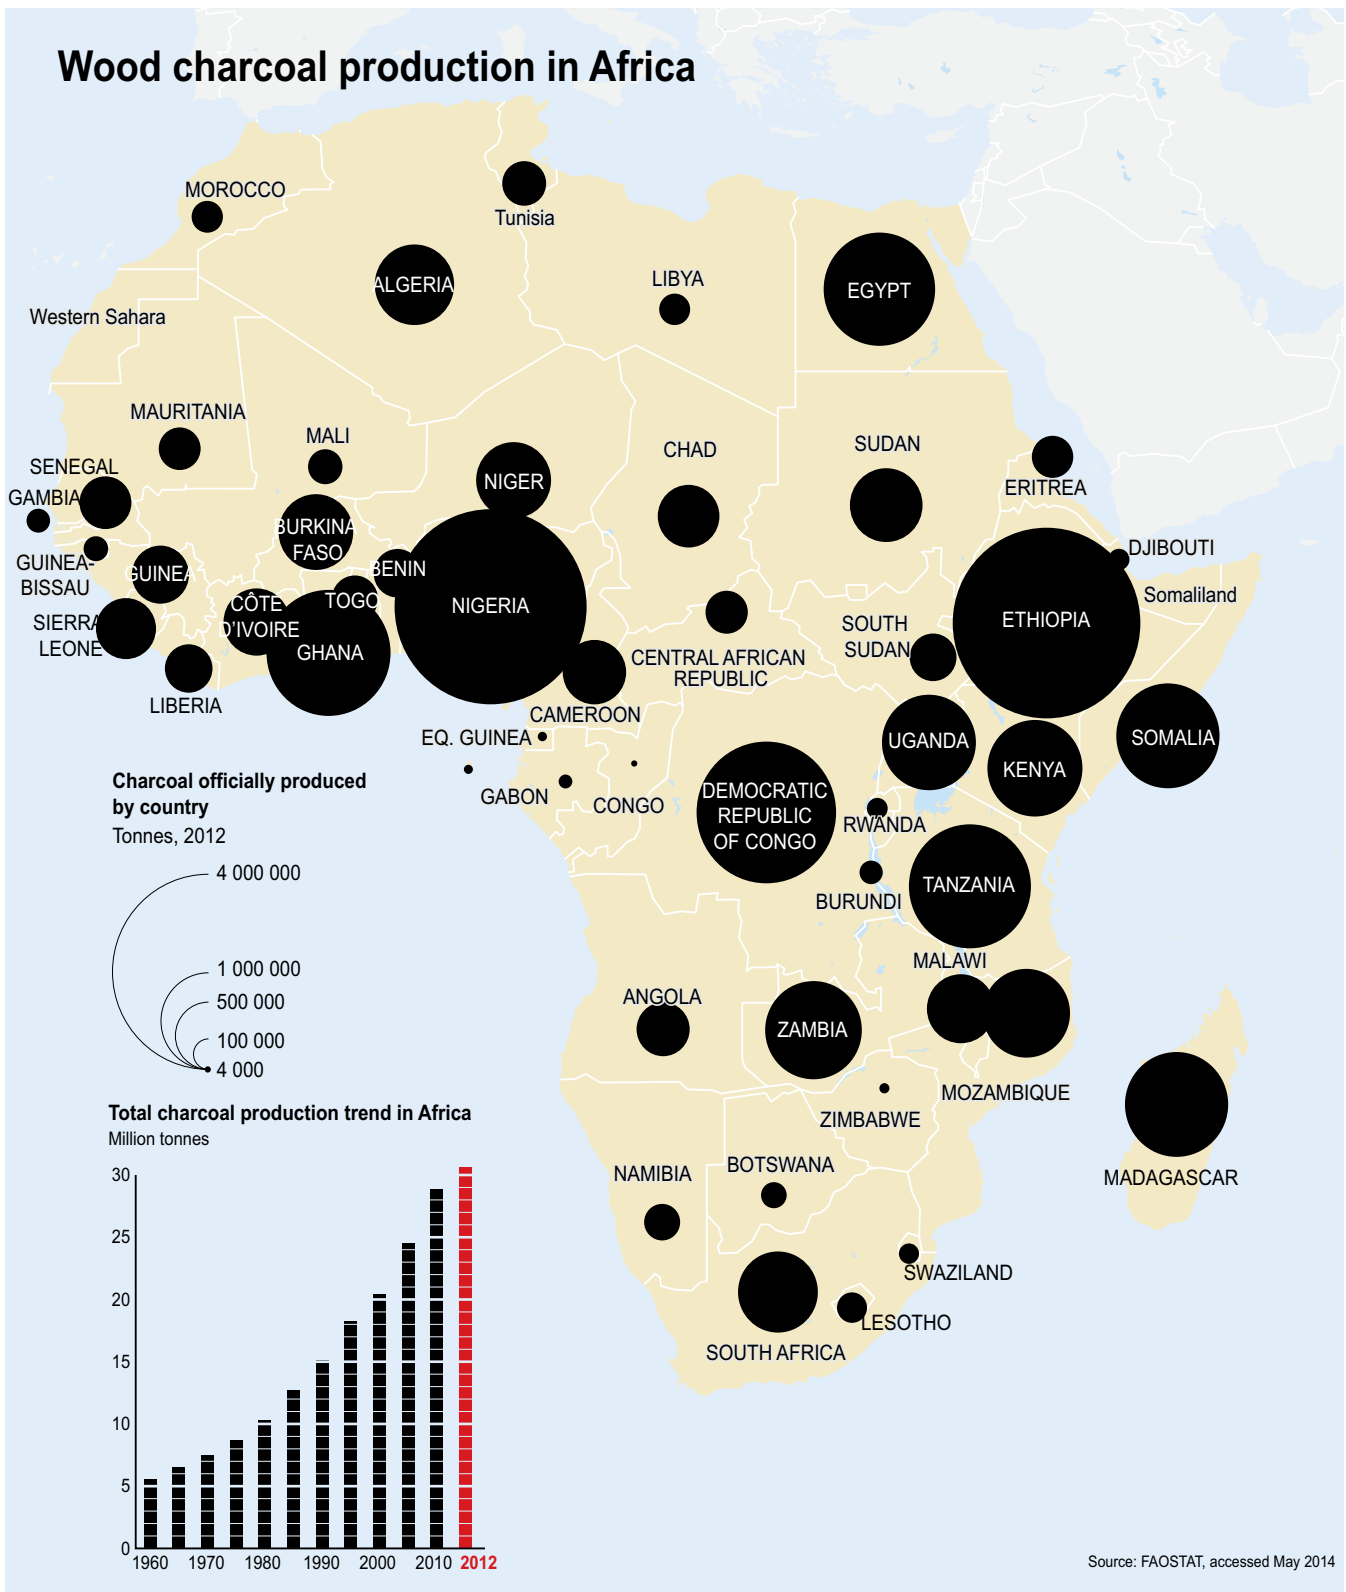 Wood charcoal production in Africa
MOROCCO
Tunisia
ALGERIA
LIBYA
EGYPT
Western Sahara
MAURITANIA
MALI
CHAD
SUDAN
SENEGAL
GAMBIA
NIGER
ERITREA
BURKINA
FASO
GUINEA-
BISSAU
GUINEA
BENIN
DJIBOUTI
Somaliland
SIERRA
LEONE
CÔTE
D'IVOIRE
TOGO
GHANA
NIGERIA
ETHIOPIA
SOUTH
SUDAN
CENTRAL AFRICAN
REPUBLIC
LIBERIA
CAMEROON
EQ. GUINEA
UGANDA
SOMALIA
KENYA
GABON
CONGO
DEMOCRATIC
REPUBLIC
OF CONGO
RWANDA
BURUNDI
TANZANIA
MALAWI
ANGOLA
ZAMBIA
MOZAMBIQUE
ZIMBABWE
MADAGASCAR
NAMIBIA
BOTSWANA
SWAZILAND
LESOTHO
SOUTH AFRICA
Charcoal officially produced
by country
Tonnes, 2012
4 000 000
1 000 000
500 000
100 000
4 000
Total charcoal production trend in Africa
Million tonnes
30
25
20
15
10
5
0
1960 1970 1980 1990 2000 2010 2012
Source: FAOSTAT, accessed May 2014